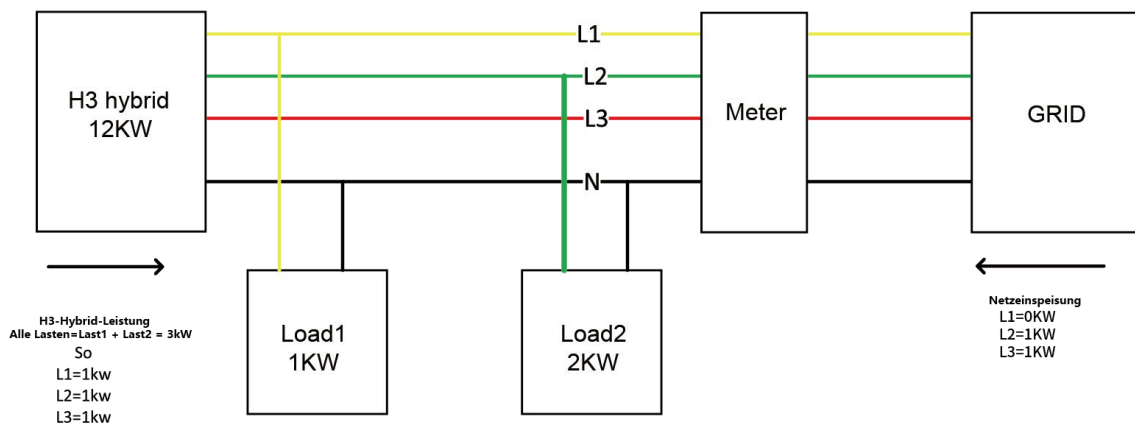 H3 hybrid
12KW
L1
L2
L3
N
Meter
GRID
Load1
1KW
Load2
2KW
H3-Hybrid-Leistung
Alle Lasten=Last1 + Last2 = 3kW
So
L1=1kw
L2=1kw
L3=1kw
Netzeinspeisung
L1=0KW
L2=1KW
L3=1KW